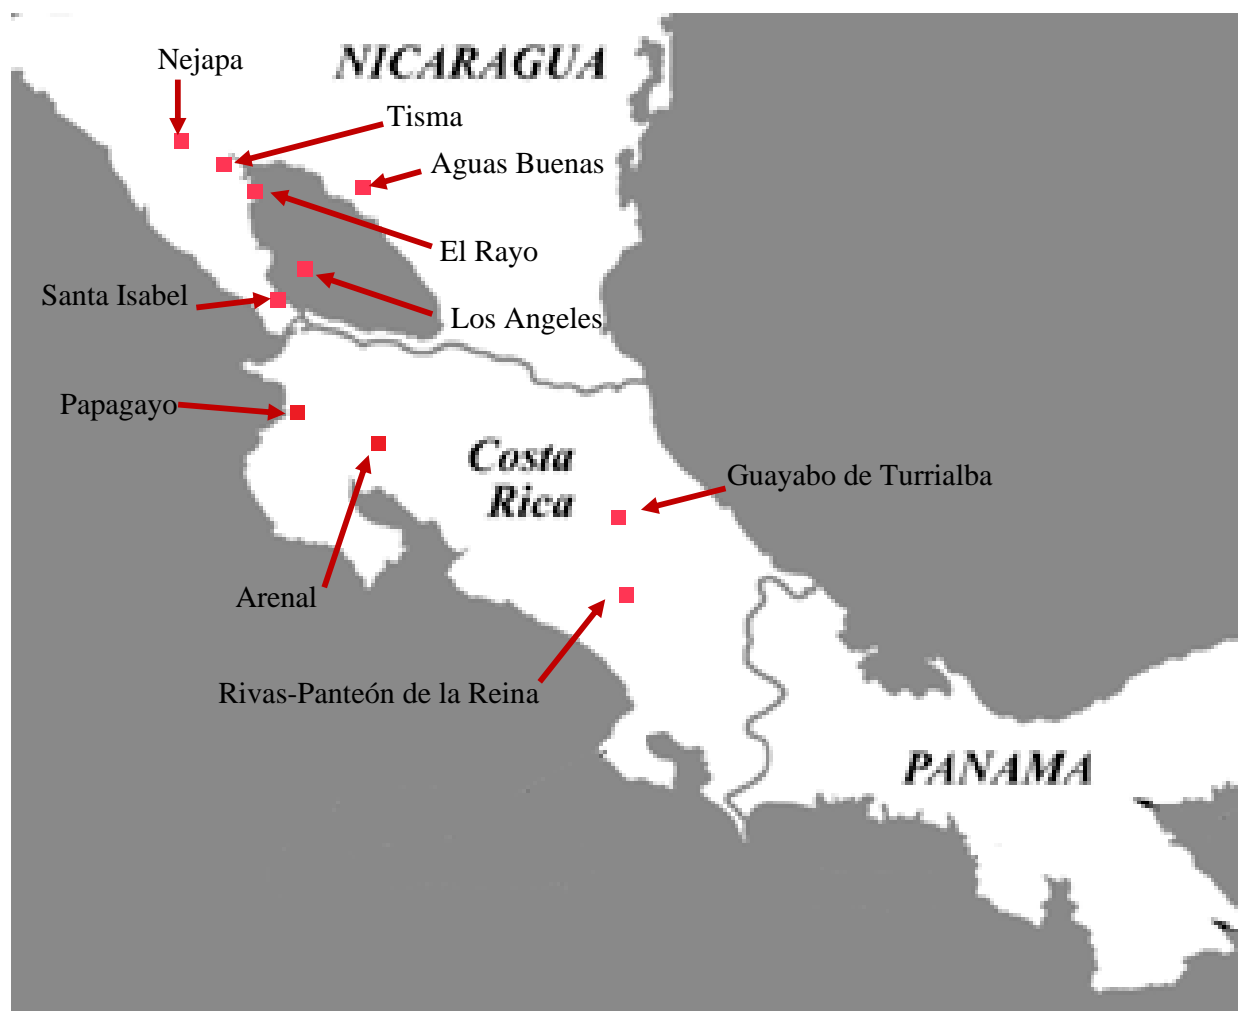 Nejapa
NICARAGUA
Tisma
Aguas Buenas
El Rayo
Santa Isabel
Los Angeles
Papagayo
Costa
Rica
Guayabo de Turrialba
Arenal
Rivas-Panteón de la Reina
PANAMA